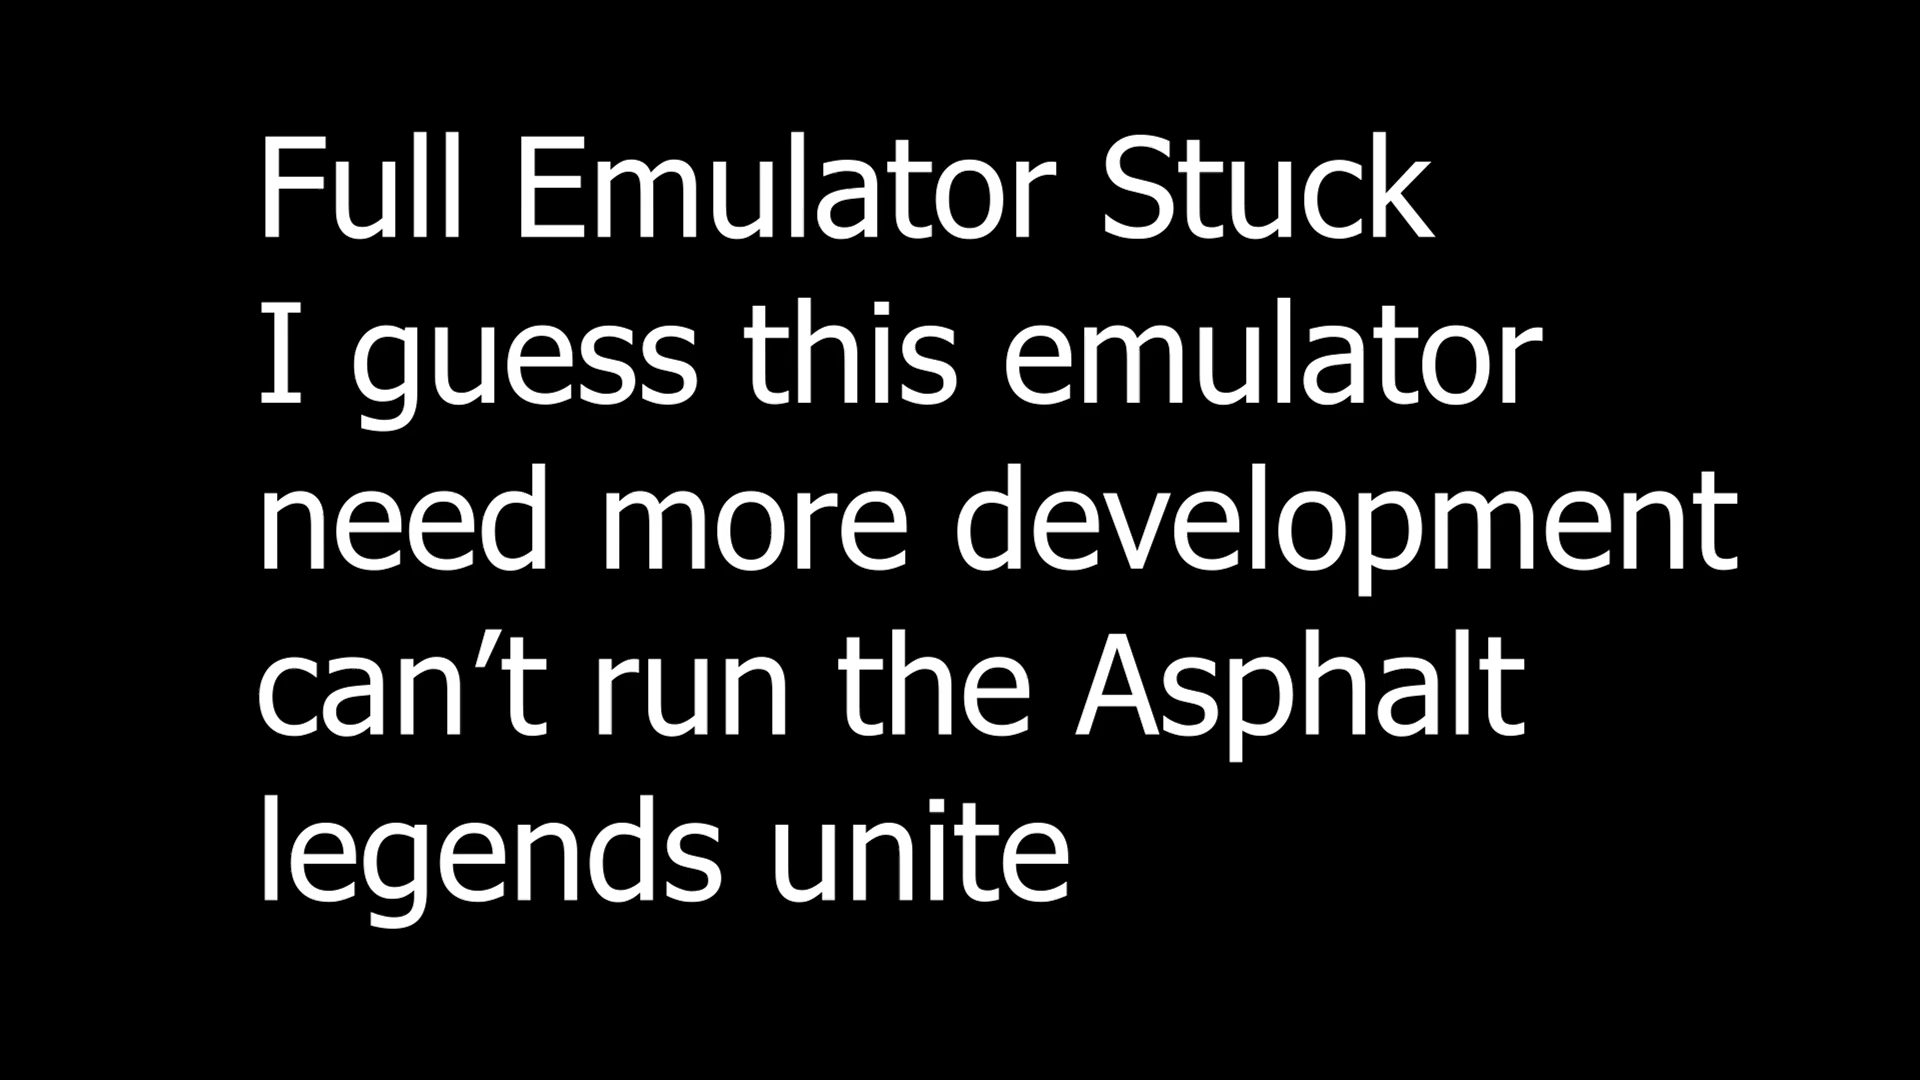 Full Emulator Stuck
I guess this emulator
need more development
can’t run the Asphalt
legends unite